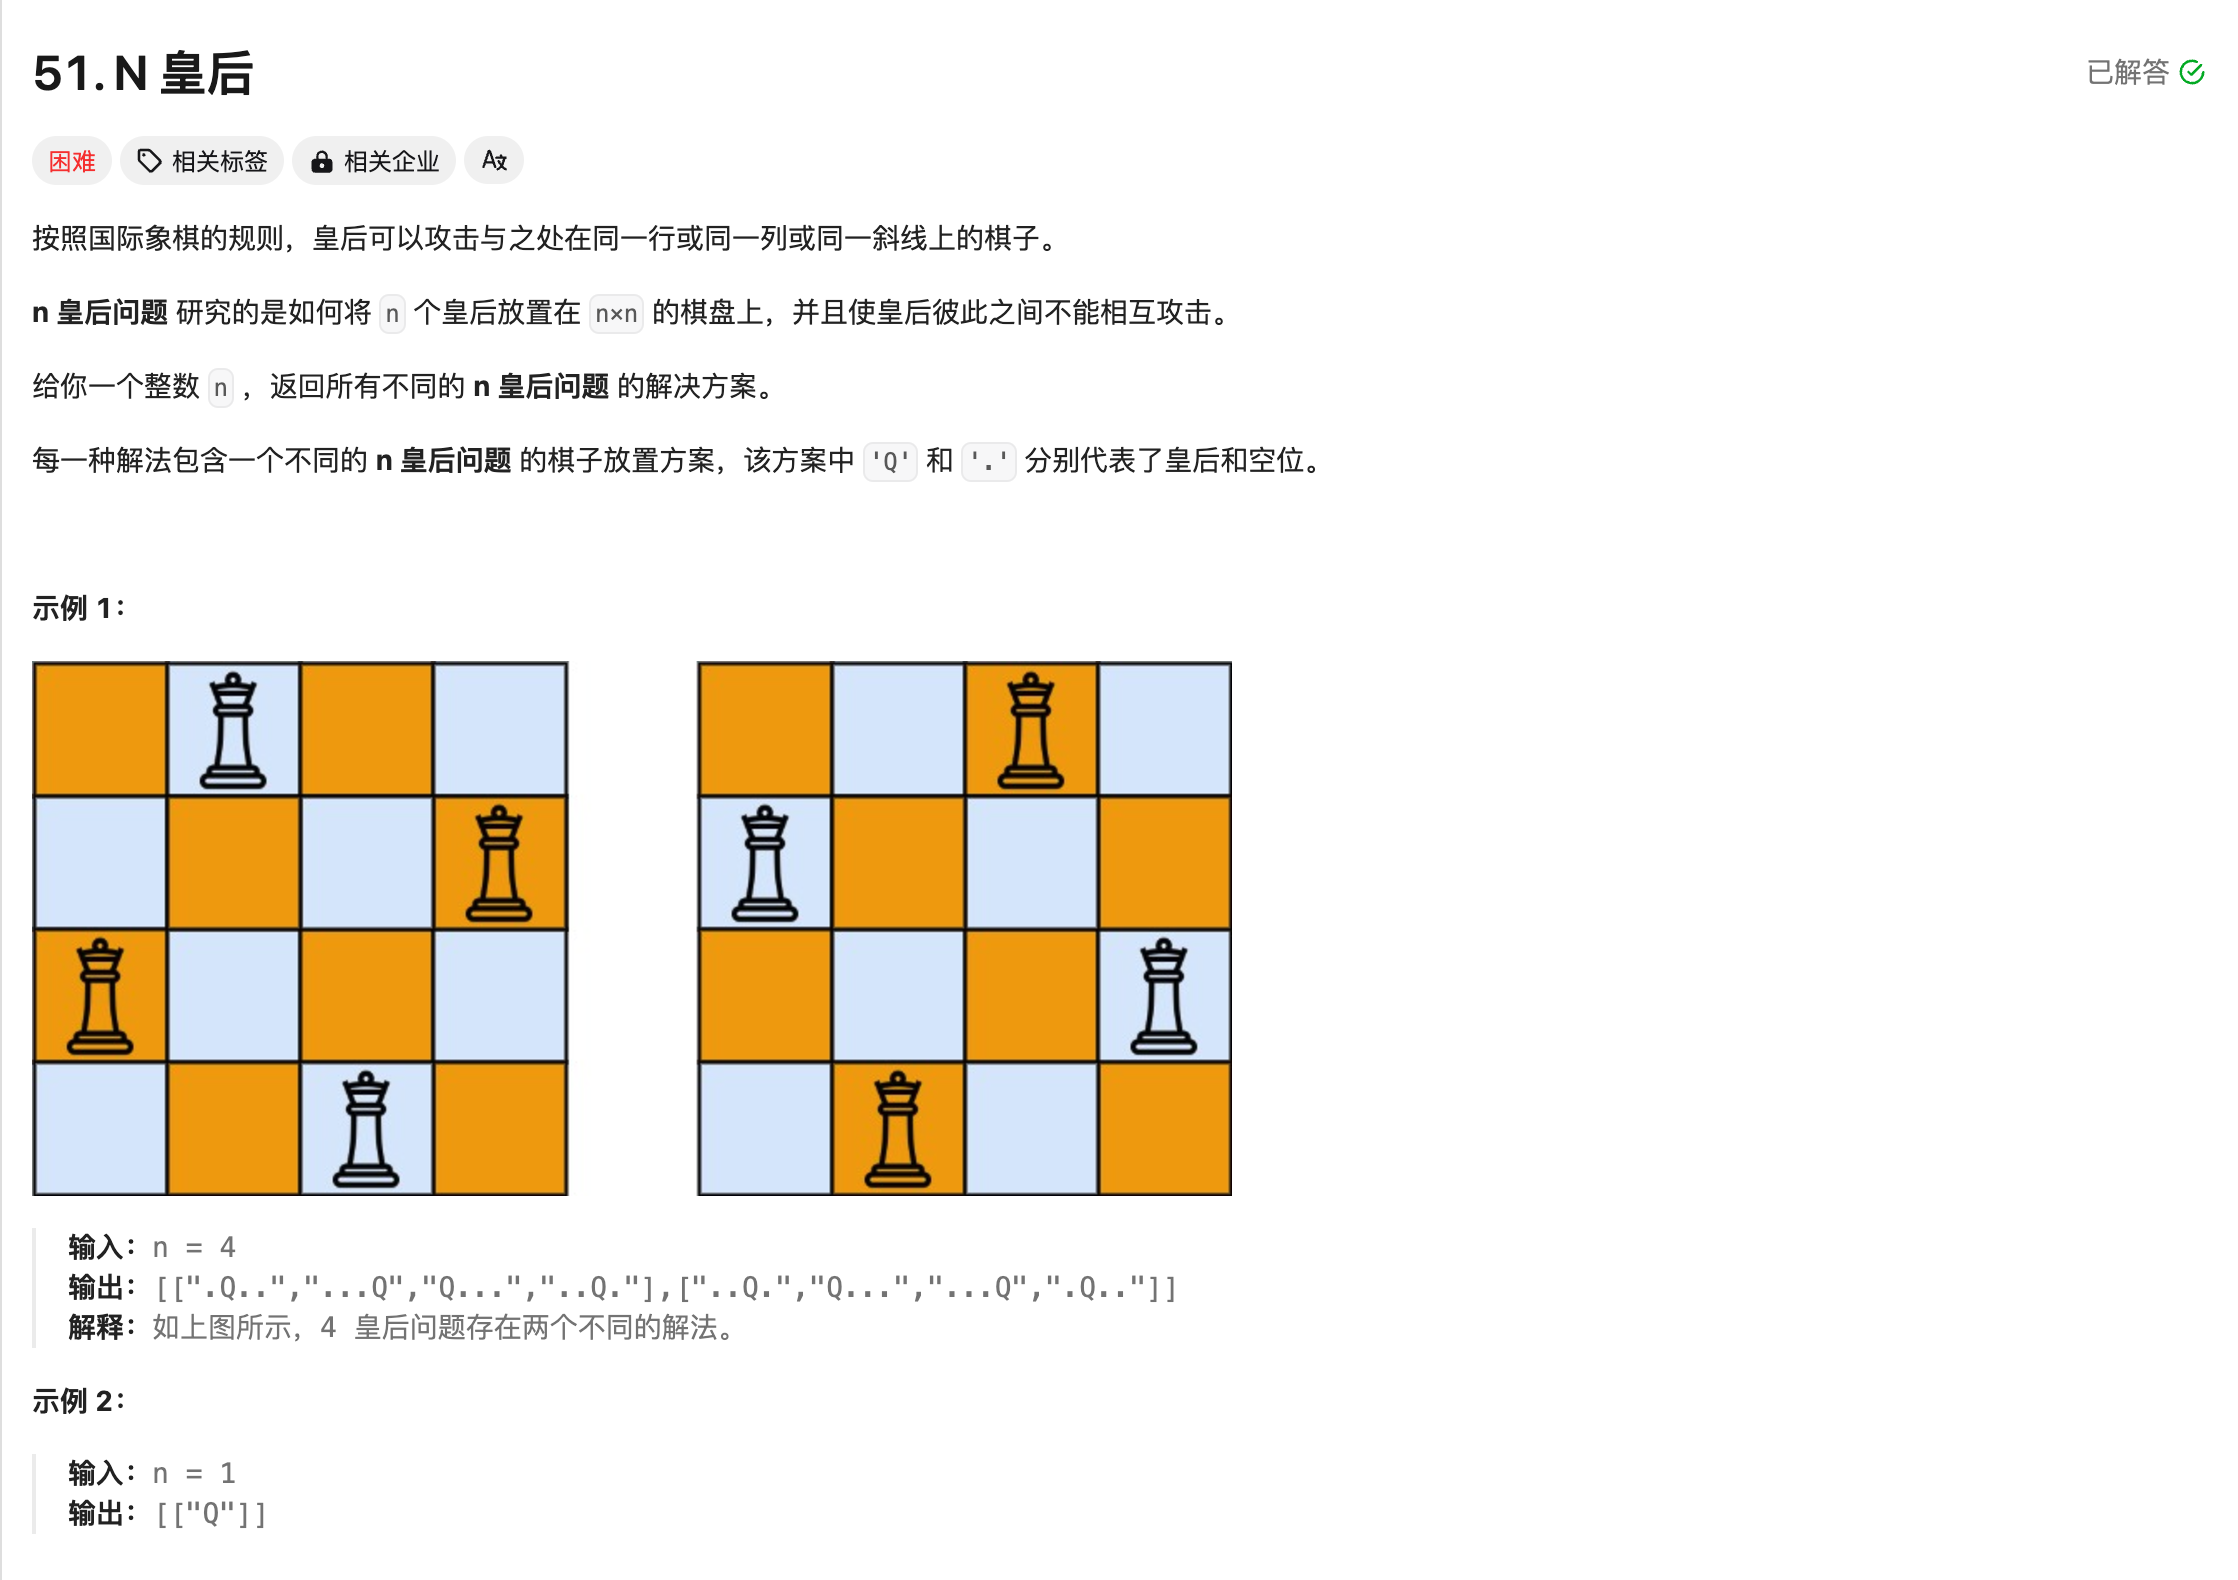 51. N 皇后
已解答
困难 相关标签 相关企业 A文
按照国际象棋的规则，皇后可以攻击与之处在同一行或同一列或同一斜线上的棋子。
n 皇后问题 研究的是如何将 n 个皇后放置在 n×n 的棋盘上，并且使皇后彼此之间不能相互攻击。
给你一个整数 n ，返回所有不同的 n 皇后问题 的解决方案。
每一种解法包含一个不同的 n 皇后问题 的棋子放置方案，该方案中 'Q' 和 '.' 分别代表了皇后和空位。
示例 1：
输入：n = 4
输出：[[".Q..","...Q","Q...","..Q."],["..Q.","Q...","...Q",".Q.."]]
解释：如上图所示，4 皇后问题存在两个不同的解法。
示例 2：
输入：n = 1
输出：[["Q"]]